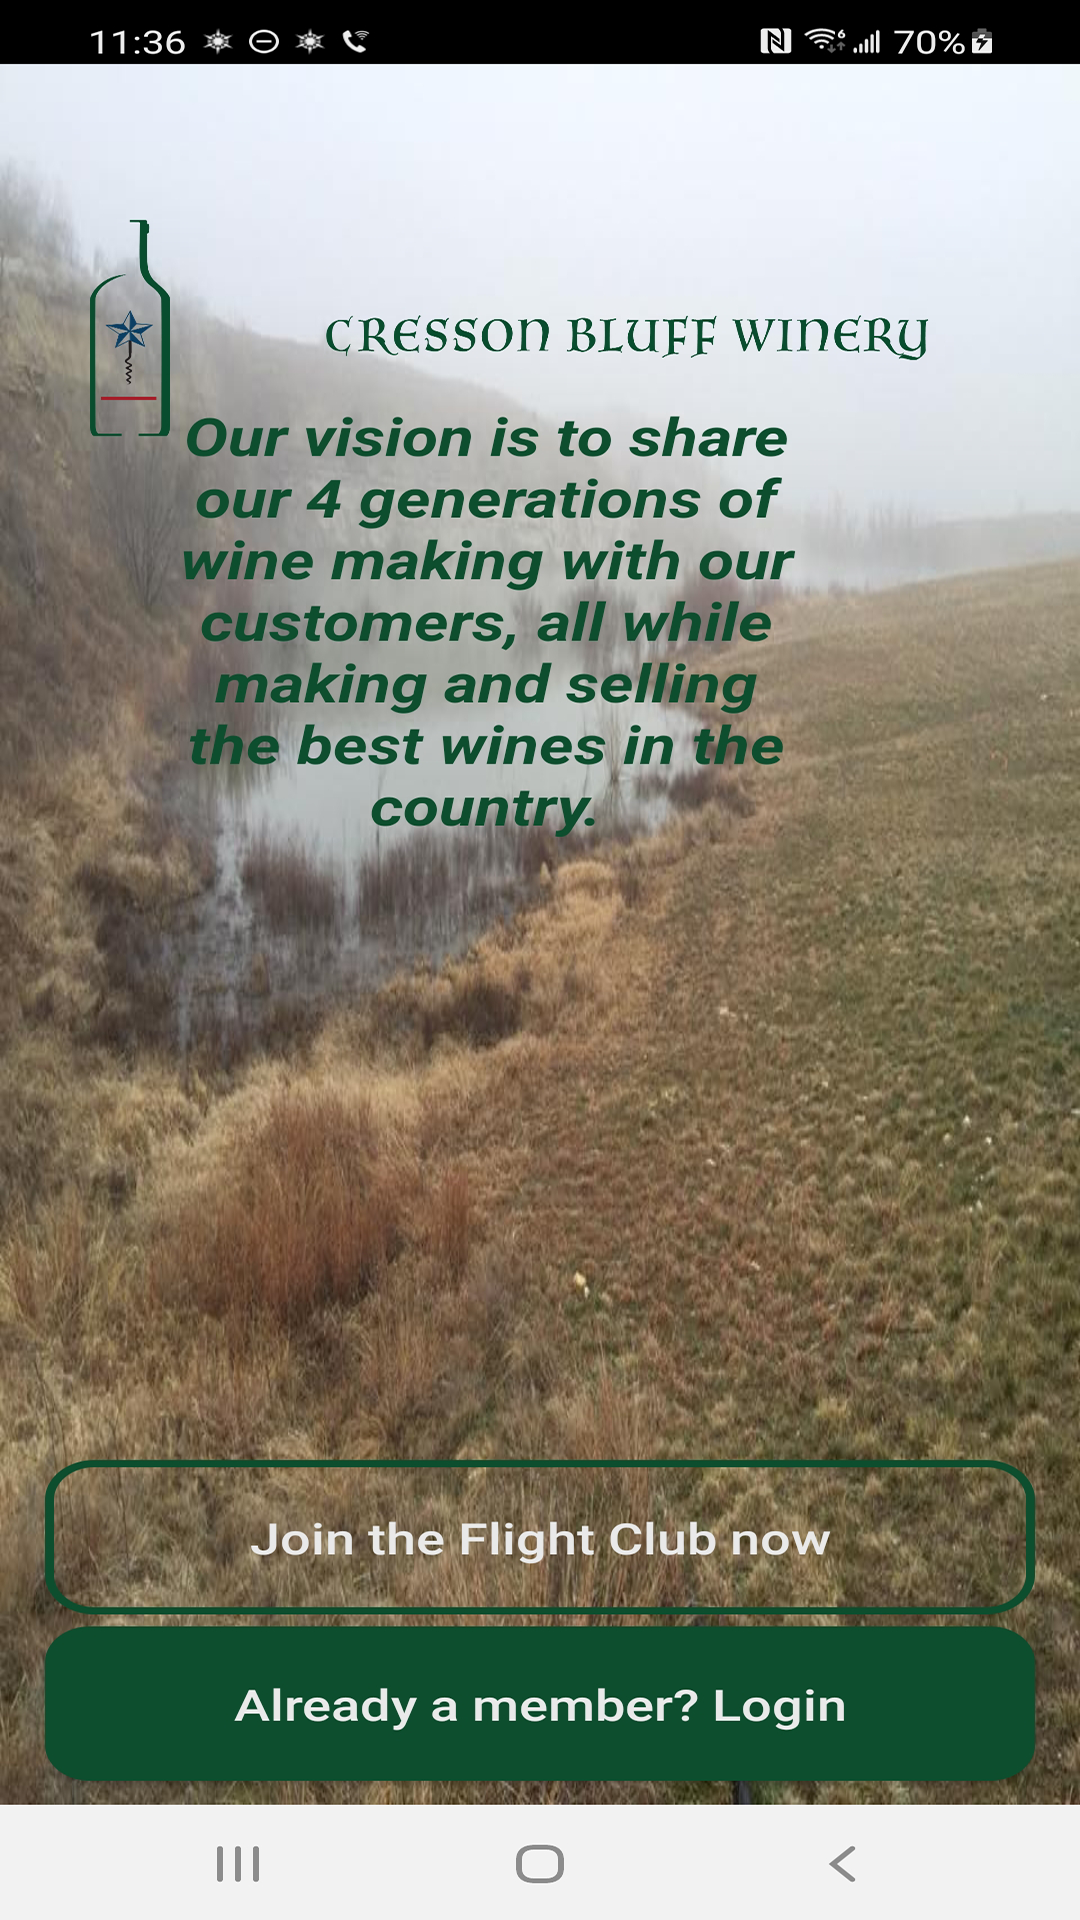 11:36
70%
CRESSON BLUFF WINERY
Our vision is to share
our 4 generations of
wine making with our
customers, all while
making and selling
the best wines in the
country.
Join the Flight Club now
Already a member? Login